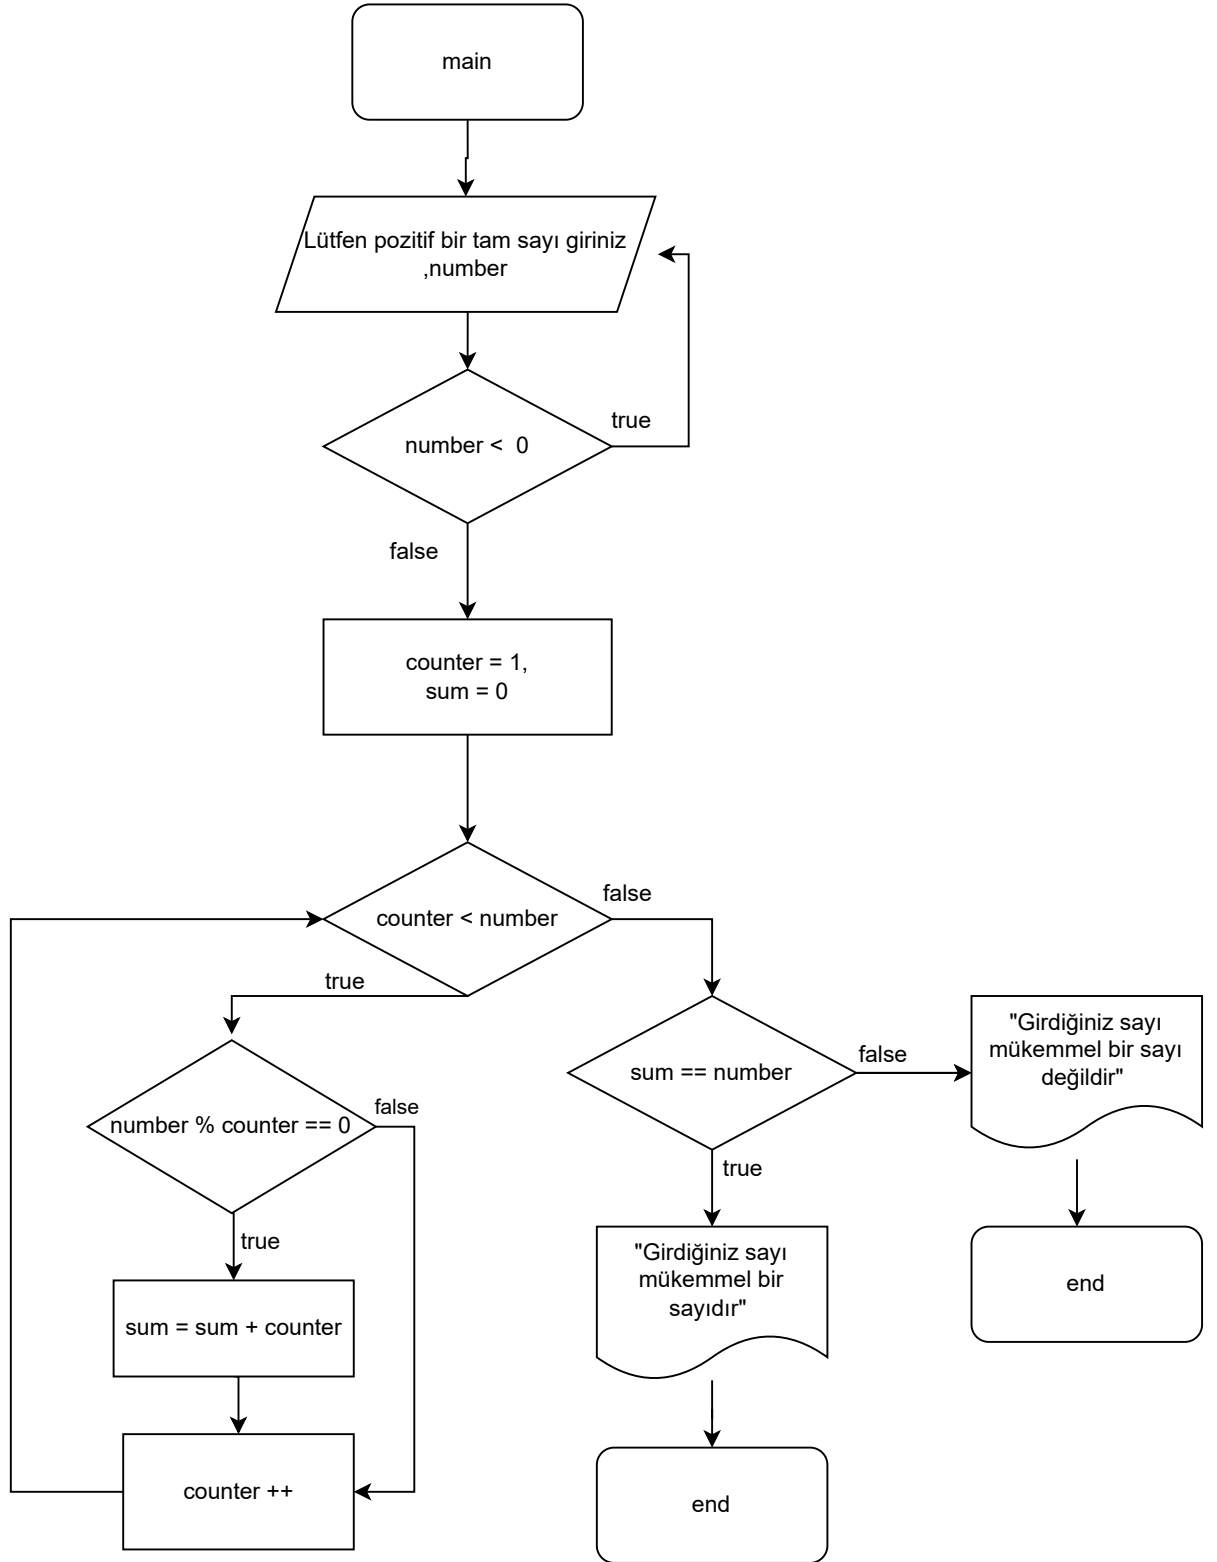 main
Lütfen pozitif bir tam sayı giriniz
,number
number <  0
true
false
counter = 1,
sum = 0
counter < number
false
true
number % counter == 0
false
true
sum = sum + counter
counter ++
sum == number
false
true
"Girdiğiniz sayı
mükemmel bir sayı
değildir"
end
"Girdiğiniz sayı
mükemmel bir
sayıdır"
end